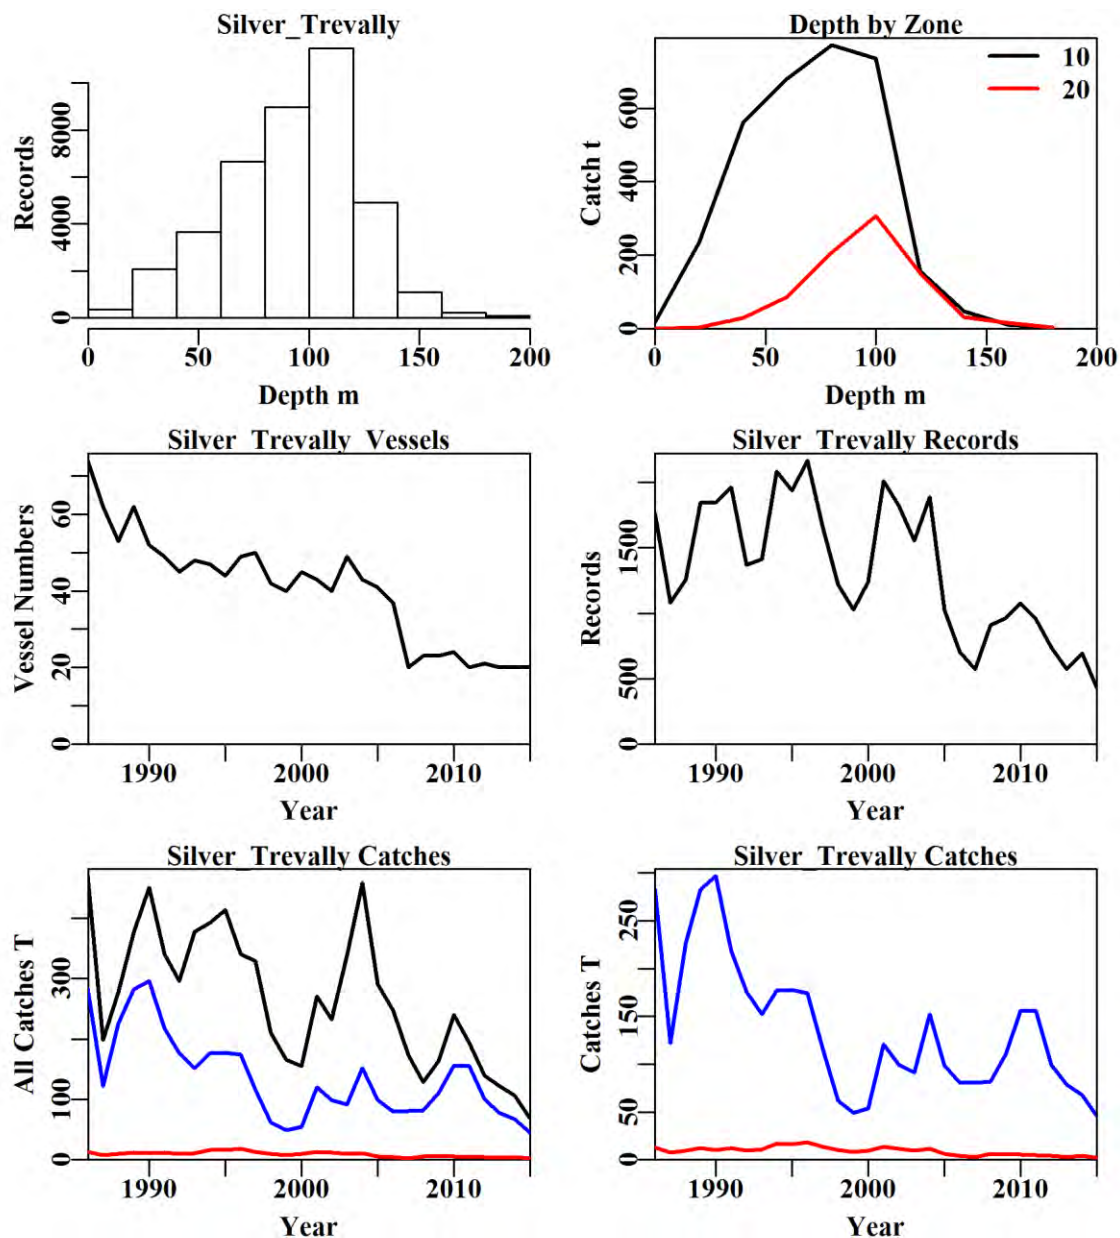 Silver_Trevally
Records
0 4000 8000
0 50 100 150 200
Depth m
Depth by Zone
10
20
Catch t
0 200 400 600
0 50 100 150 200
Depth m
Silver_Trevally Vessels
Vessel Numbers
0 20 40 60
1990 2000 2010
Year
Silver_Trevally Records
Records
0 500 1500
1990 2000 2010
Year
Silver_Trevally Catches
All Catches T
0 100 300
1990 2000 2010
Year
Silver_Trevally Catches
Catches T
0 50 150 250
1990 2000 2010
Year